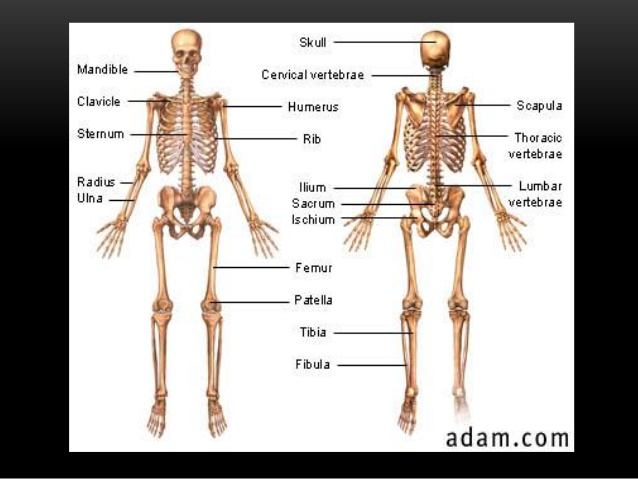 Skull
Mandible
Cervical vertebrae
Clavicle
Humerus
Scapula
Sternum
Rib
Thoracic
vertebrae
Radius
Ulna
Ilium
Sacrum
Ischium
Lumbar
vertebrae
Femur
Patella
Tibia
Fibula
adam.com